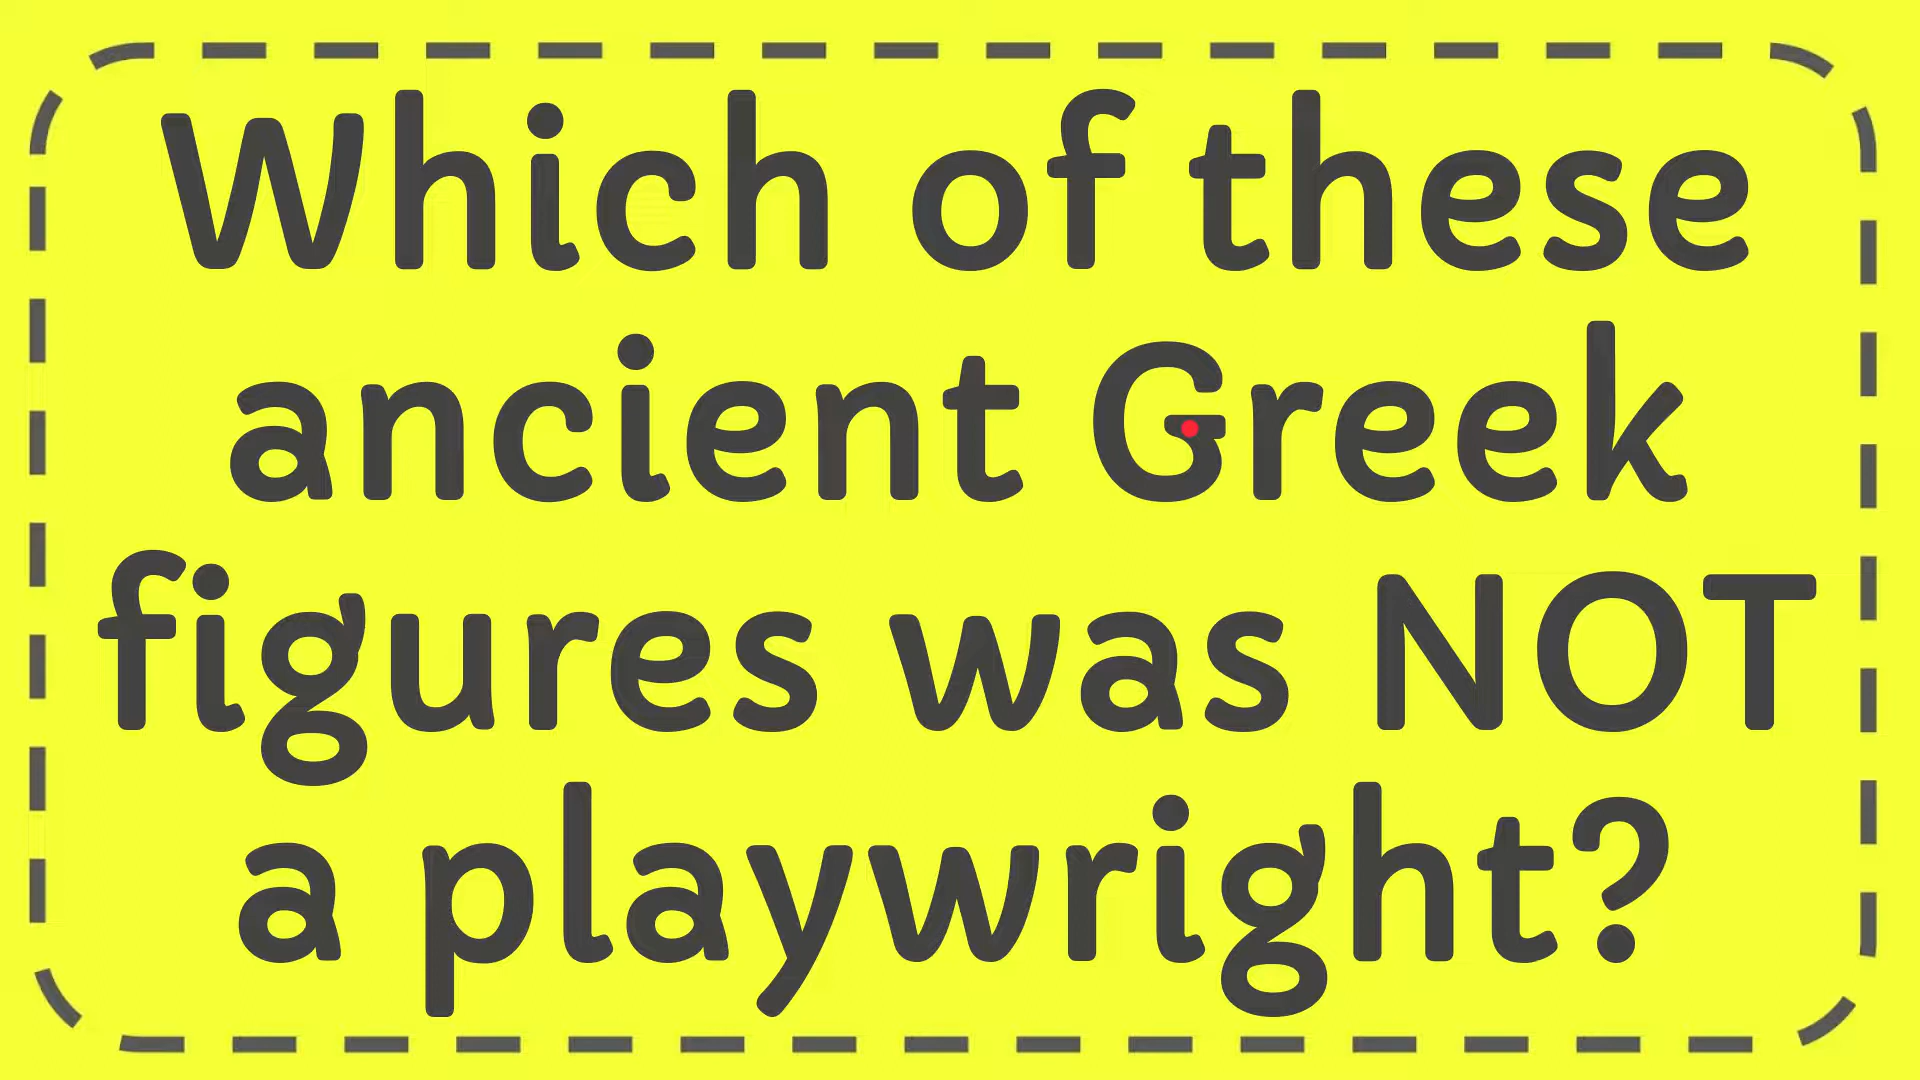 Which of these
ancient Greek
figures was NOT
a playwright?